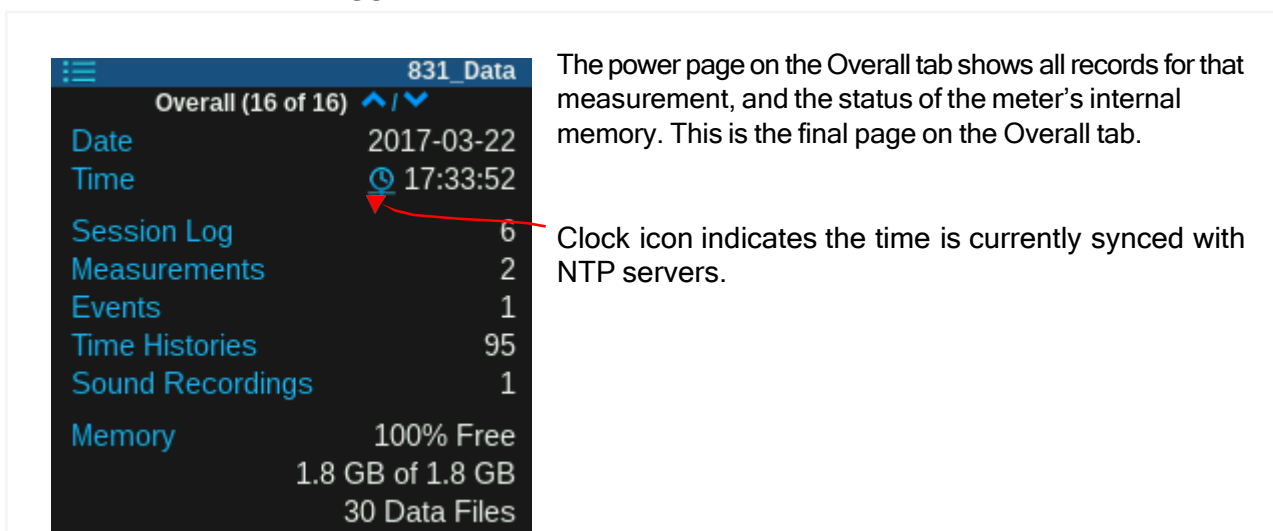 831_Data
Overall (16 of 16) /
Date 2017-03-22
Time 17:33:52
Session Log 6
Measurements 2
Events 1
Time Histories 95
Sound Recordings 1
Memory 100% Free
1.8 GB of 1.8 GB
30 Data Files
The power page on the Overall tab shows all records for that
measurement, and the status of the meter's internal
memory. This is the final page on the Overall tab.
Clock icon indicates the time is currently synced with
NTP servers.